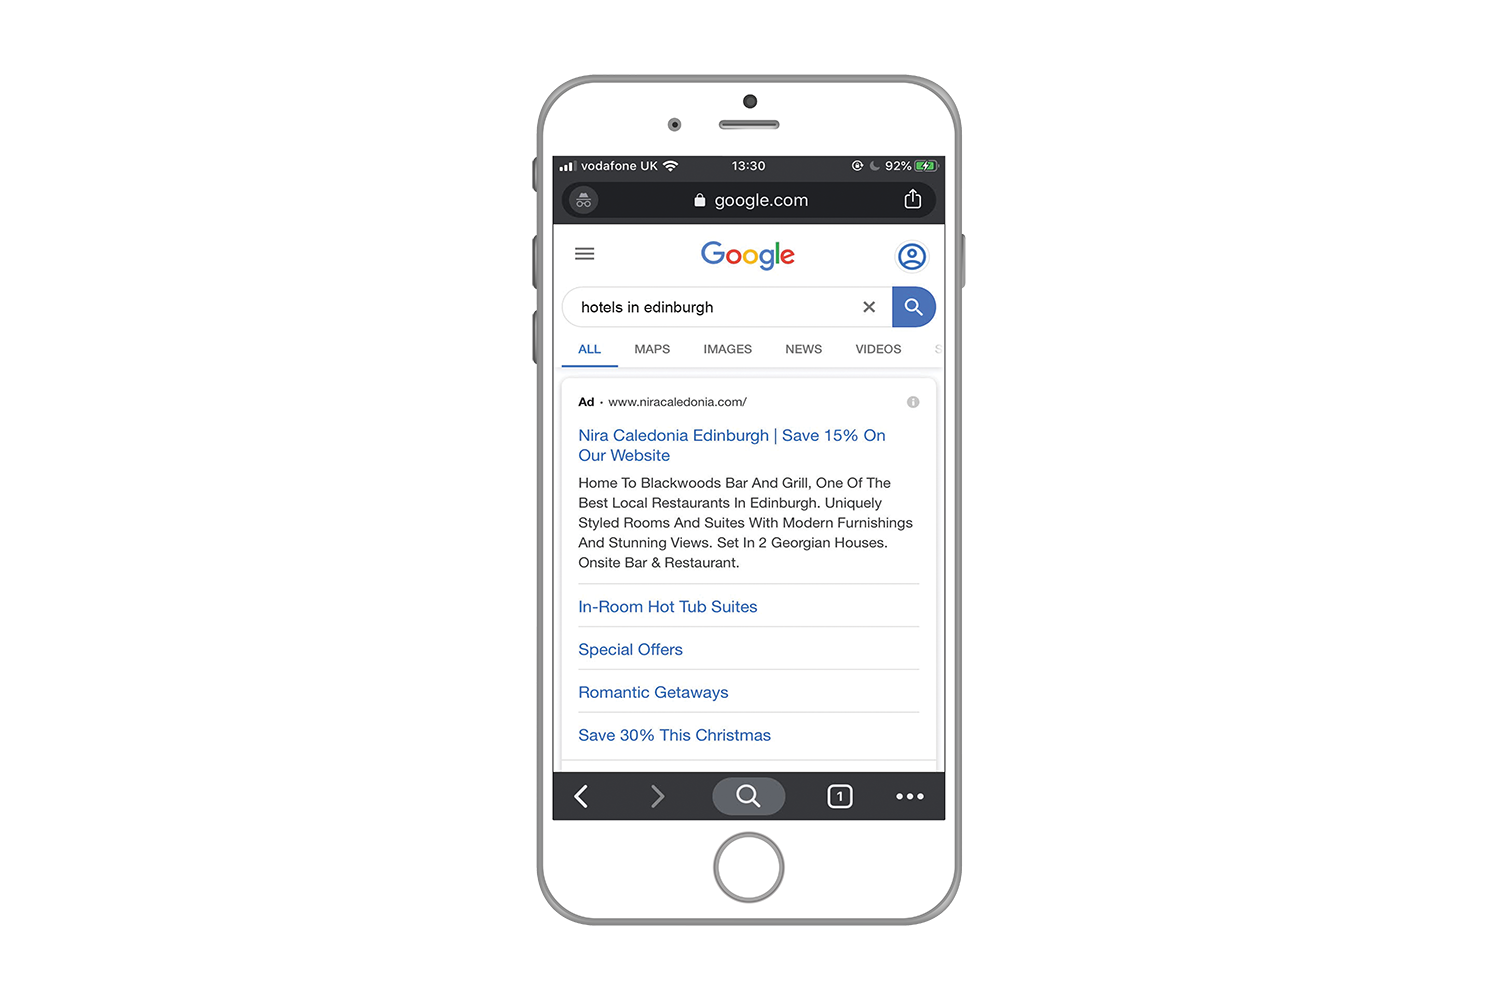 vodafone UK 13:30 92%
google.com
Google
hotels in edinburgh
ALL MAPS IMAGES NEWS VIDEOS S
Ad · www.niracaledonia.com/
Nira Caledonia Edinburgh | Save 15% On
Our Website
Home To Blackwoods Bar And Grill, One Of The
Best Local Restaurants In Edinburgh. Uniquely
Styled Rooms And Suites With Modern Furnishings
And Stunning Views. Set In 2 Georgian Houses.
Onsite Bar & Restaurant.
In-Room Hot Tub Suites
Special Offers
Romantic Getaways
Save 30% This Christmas
1